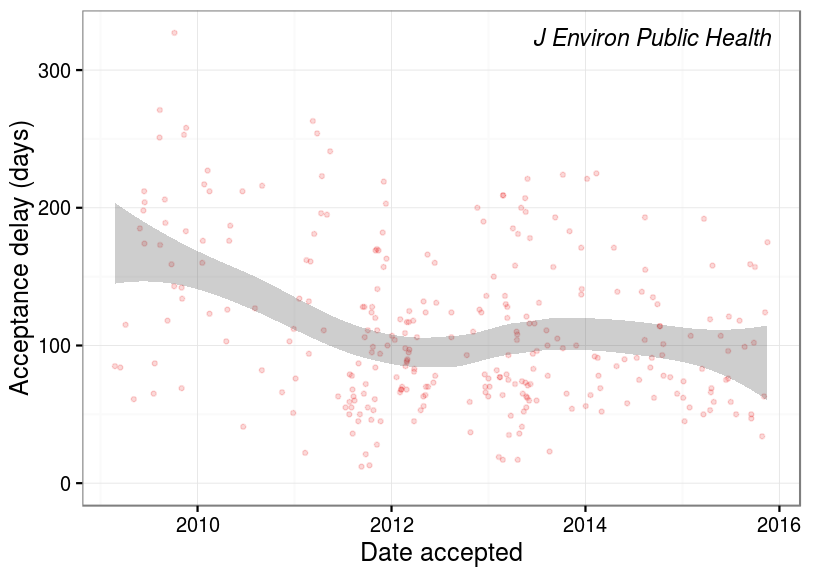 J Environ Public Health
Acceptance delay (days)
300
200
100
0
2010 2012 2014 2016
Date accepted